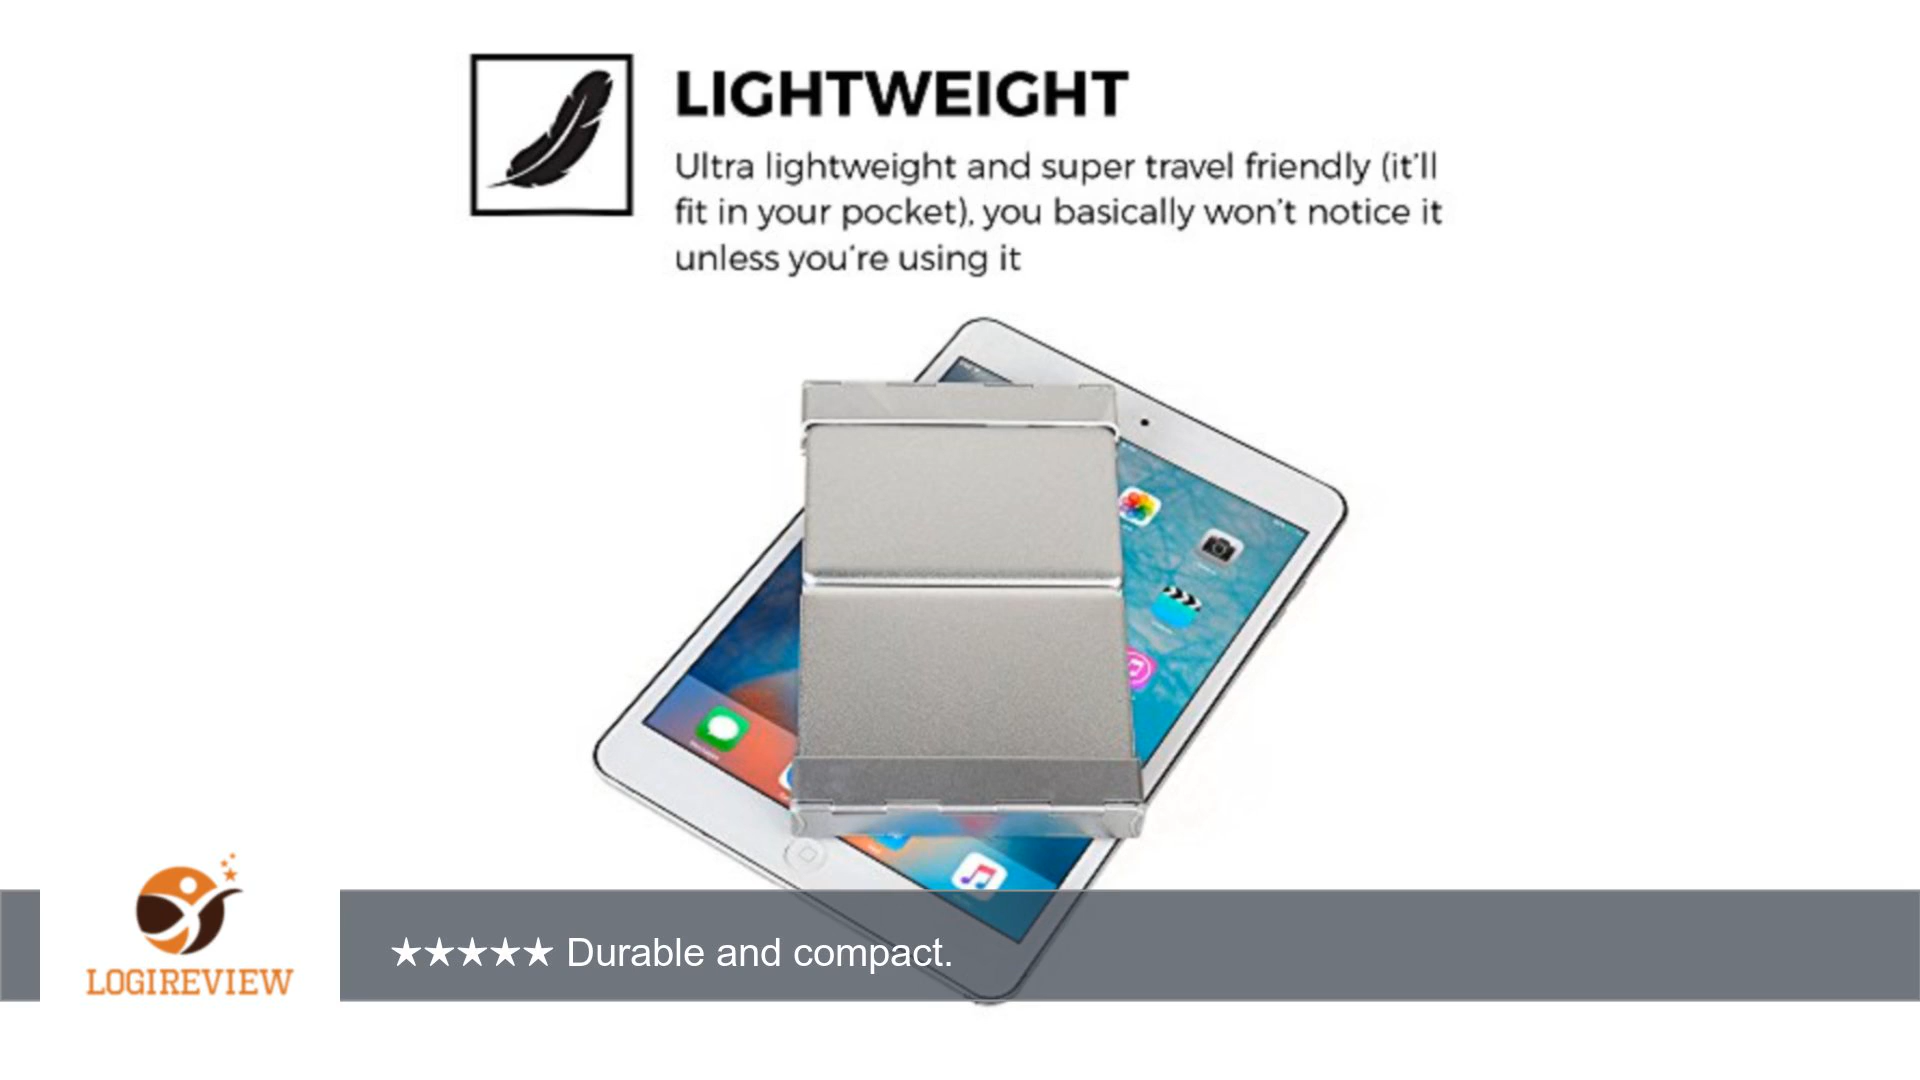 LIGHTWEIGHT
Ultra lightweight and super travel friendly (it'll
fit in your pocket), you basically won't notice it
unless you're using it
★★★★★ Durable and compact.
LOGIREVIEW